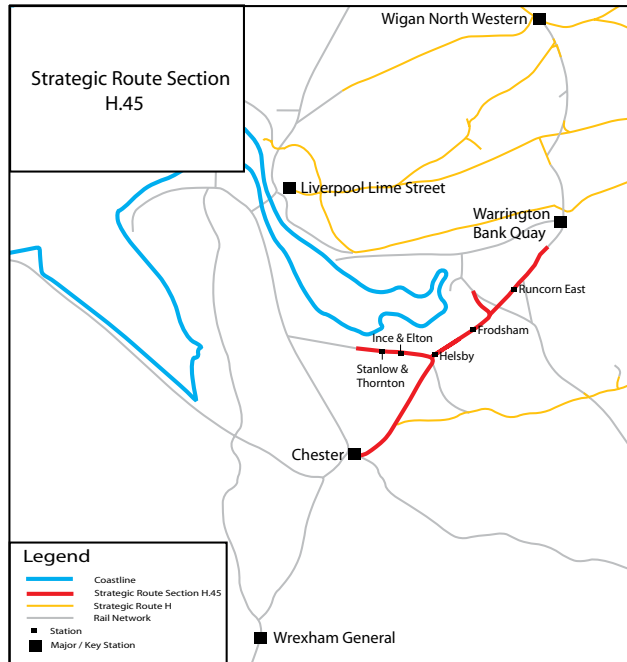 Strategic Route Section
H.45
Wigan North Western
Liverpool Lime Street
Warrington
Bank Quay
Runcorn East
Frodsham
Ince & Elton
Helsby
Stanlow &
Thornton
Chester
Legend
Coastline
Strategic Route Section H.45
Strategic Route H
Rail Network
Station
Major / Key Station
Wrexham General